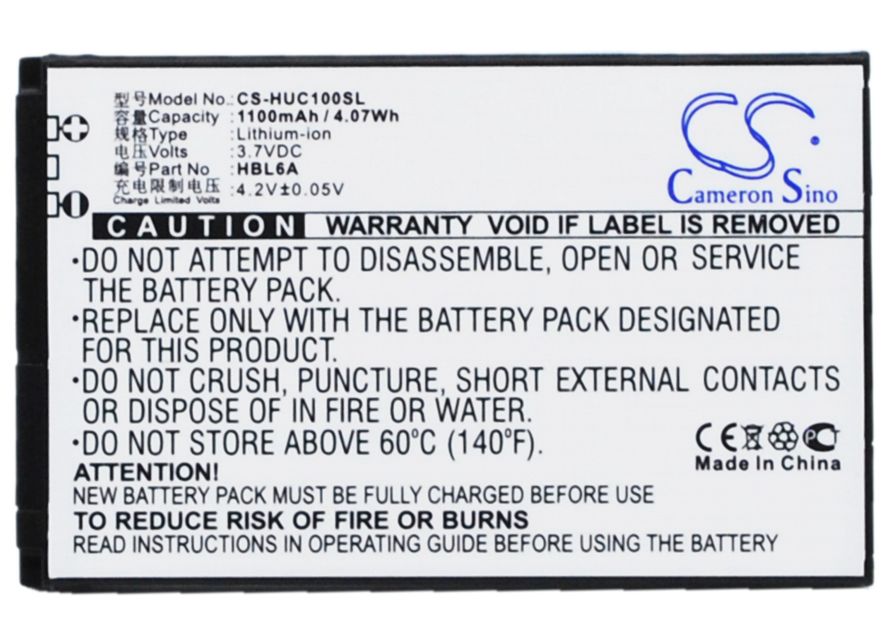 型号Model No.: CS-HUC100SL
容量Capacity : 1100mAh / 4.07Wh
规格Type : Lithium-ion
电压Volts : 3.7VDC
编号Part No : HBL6A
充电限制电压 : 4.2V±0.05V
Charge Limited Volts
CS
Cameron Sino
CAUTION WARRANTY VOID IF LABEL IS REMOVED
·DO NOT ATTEMPT TO DISASSEMBLE, OPEN OR SERVICE
THE BATTERY PACK.
·REPLACE ONLY WITH THE BATTERY PACK DESIGNATED
FOR THIS PRODUCT.
·DO NOT CRUSH, PUNCTURE, SHORT EXTERNAL CONTACTS
OR DISPOSE OF IN FIRE OR WATER.
·DO NOT STORE ABOVE 60°C (140°F).
CE
Made In China
ATTENTION!
NEW BATTERY PACK MUST BE FULLY CHARGED BEFORE USE
TO REDUCE RISK OF FIRE OR BURNS
READ INSTRUCTIONS IN OPERATING GUIDE BEFORE USING THE BATTERY